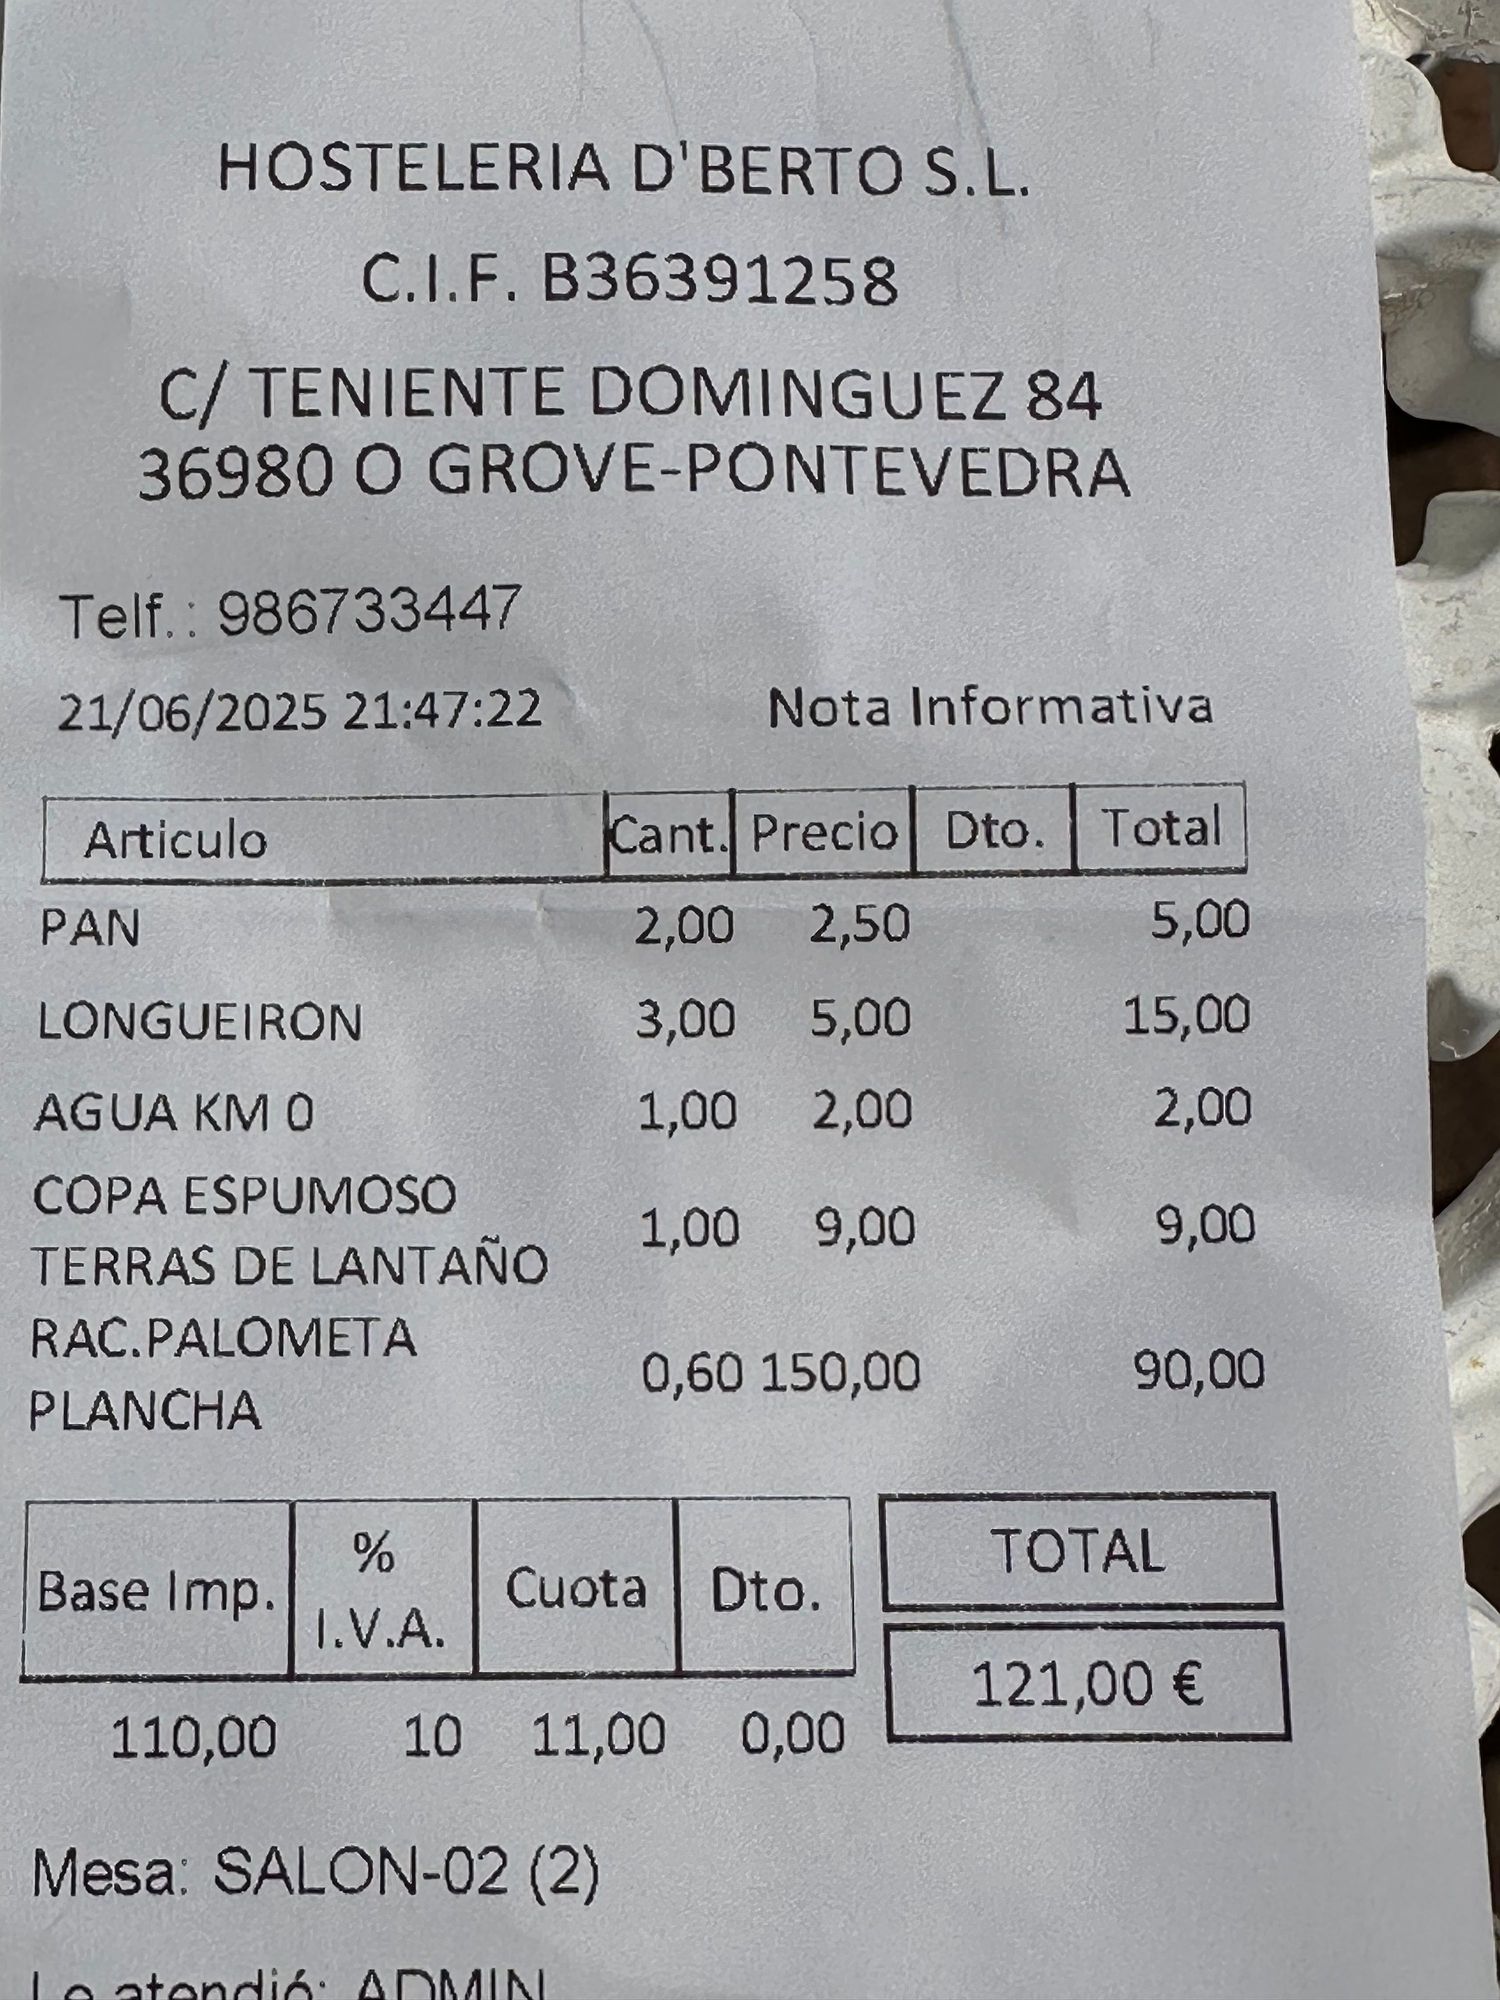 HOSTELERIA D'BERTO S.L.
C.I.F. B36391258
C/ TENIENTE DOMINGUEZ 84
36980 O GROVE-PONTEVEDRA
Telf.: 986733447
21/06/2025 21:47:22 Nota Informativa
Articulo Cant. Precio Dto. Total
PAN 2,00 2,50 5,00
LONGUEIRON 3,00 5,00 15,00
AGUA KM 0 1,00 2,00 2,00
COPA ESPUMOSO
TERRAS DE LANTAÑO 1,00 9,00 9,00
RAC.PALOMETA
PLANCHA 0,60 150,00 90,00
Base Imp. % I.V.A. Cuota Dto. TOTAL
110,00 10 11,00 0,00 121,00 €
Mesa: SALON-02 (2)
Le atendió: ADMIN